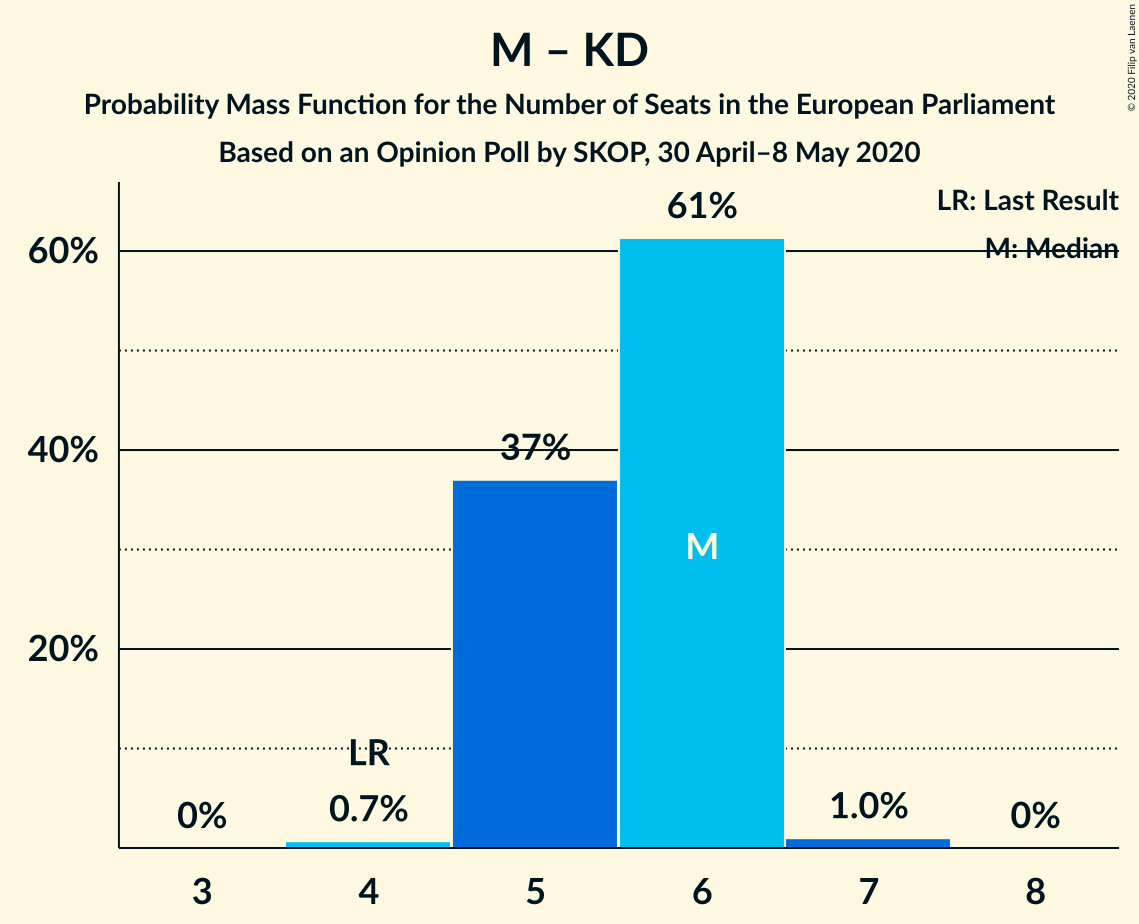 M – KD
Probability Mass Function for the Number of Seats in the European Parliament
Based on an Opinion Poll by SKOP, 30 April–8 May 2020
© 2020 Filip van Laenen
LR: Last Result
M: Median
61%
60%
37%
40%
M
20%
LR
0%
0.7%
1.0%
0%
3
4
5
6
7
8